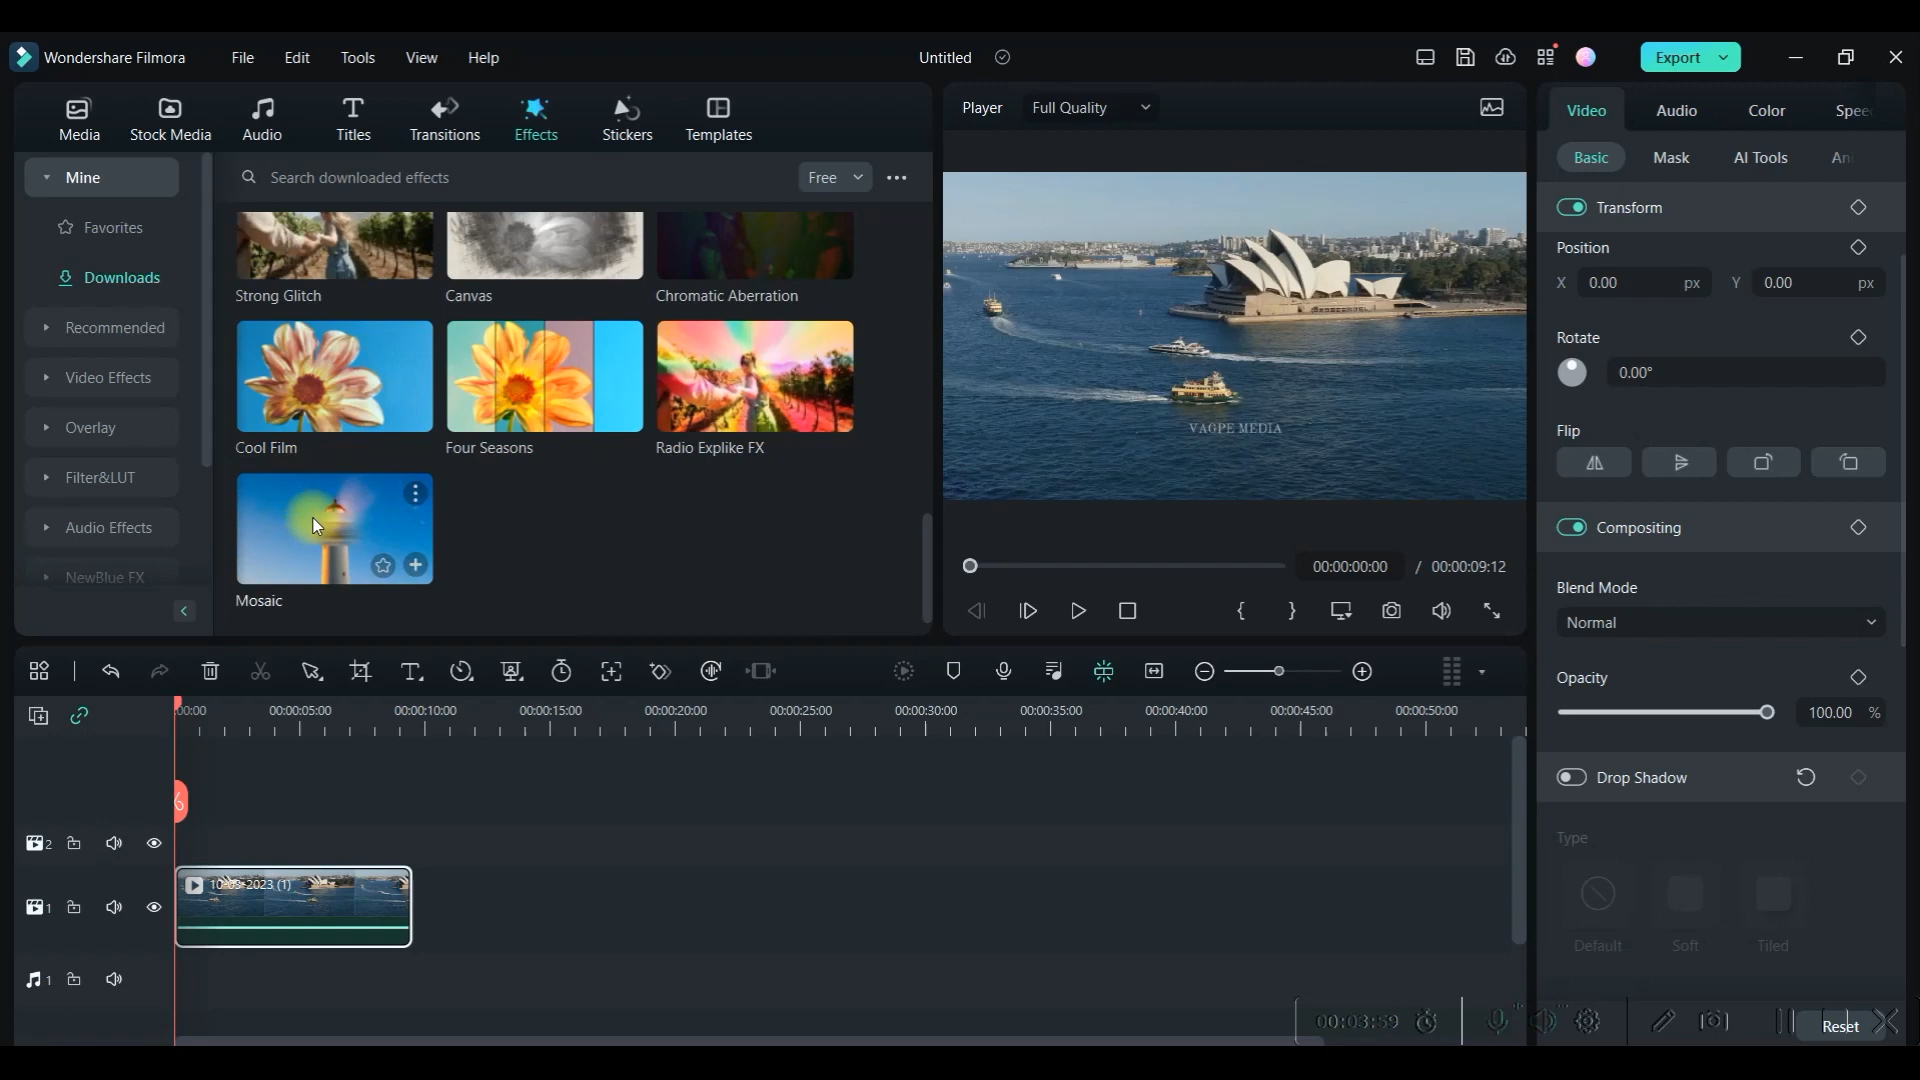 Wondershare Filmora File Edit Tools View Help Untitled Export
Media Stock Media Audio Titles Transitions Effects Stickers Templates
Player Full Quality
Video Audio Color Spee
Mine
Search downloaded effects
Free
Basic Mask AI Tools An
Favorites
Downloads
Recommended
Video Effects
Overlay
Filter&LUT
Audio Effects
NewBlue FX
Strong Glitch Canvas Chromatic Aberration
Cool Film Four Seasons Radio Explike FX
Mosaic
VAGPE MEDIA
00:00:00:00 / 00:00:09:12
Transform
Position
X 0.00 px Y 0.00 px
Rotate
0.00°
Flip
Compositing
Blend Mode
Normal
Opacity
100.00 %
Drop Shadow
Type
Default Soft Tiled
Reset
:00:00 00:00:05:00 00:00:10:00 00:00:15:00 00:00:20:00 00:00:25:00 00:00:30:00 00:00:35:00 00:00:40:00 00:00:45:00 00:00:50:00
2
1
1
00:03:59